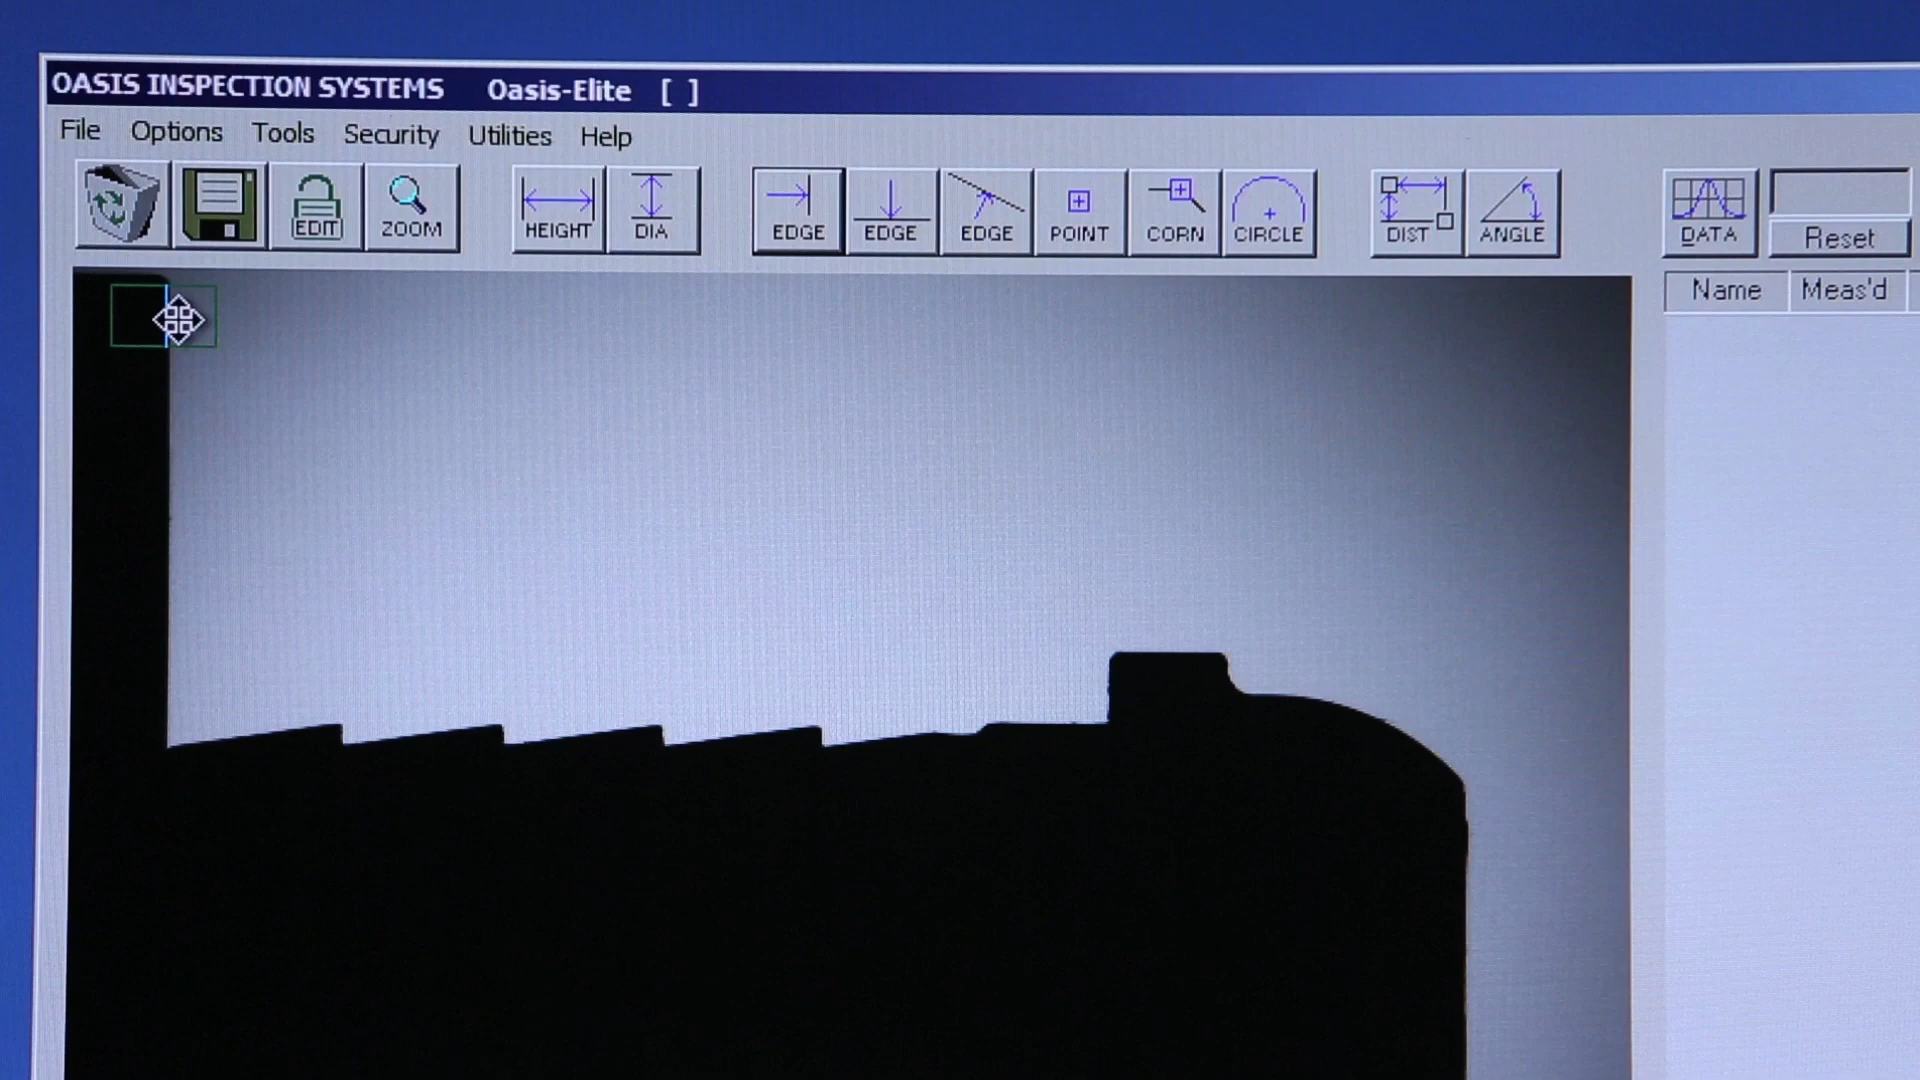 OASIS INSPECTION SYSTEMS Oasis-Elite [ ]
File Options Tools Security Utilities Help
EDIT ZOOM HEIGHT DIA EDGE EDGE EDGE POINT CORN CIRCLE DIST ANGLE DATA Reset
Name Meas'd